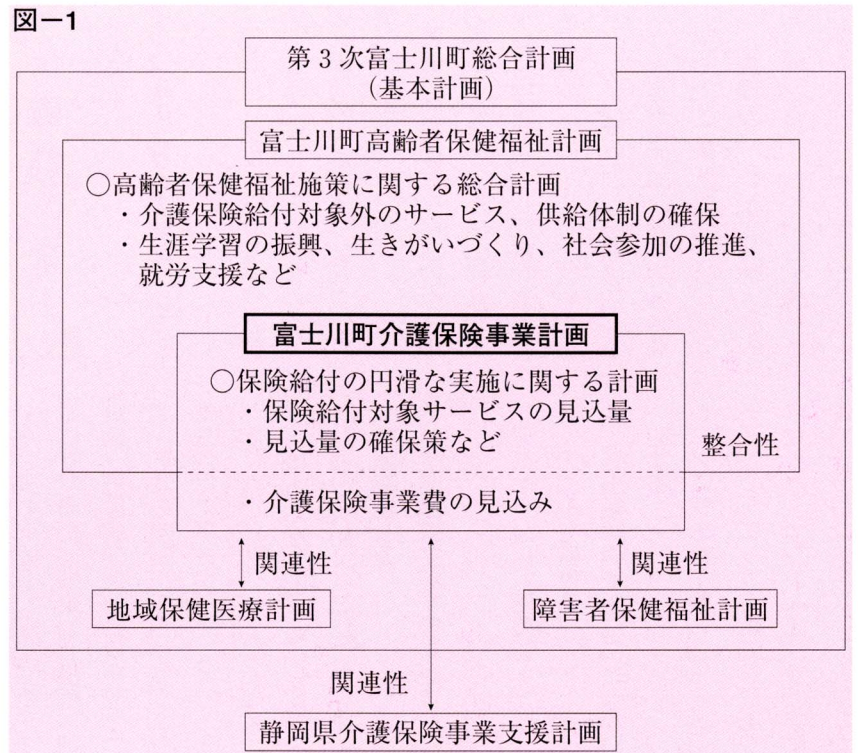 図－1
第3次富士川町総合計画
（基本計画）
富士川町高齢者保健福祉計画
○高齢者保健福祉施策に関する総合計画
・介護保険給付対象外のサービス、供給体制の確保
・生涯学習の振興、生きがいづくり、社会参加の推進、
就労支援など
富士川町介護保険事業計画
○保険給付の円滑な実施に関する計画
・保険給付対象サービスの見込量
・見込量の確保策など
整合性
・介護保険事業費の見込み
関連性
関連性
地域保健医療計画
障害者保健福祉計画
関連性
静岡県介護保険事業支援計画